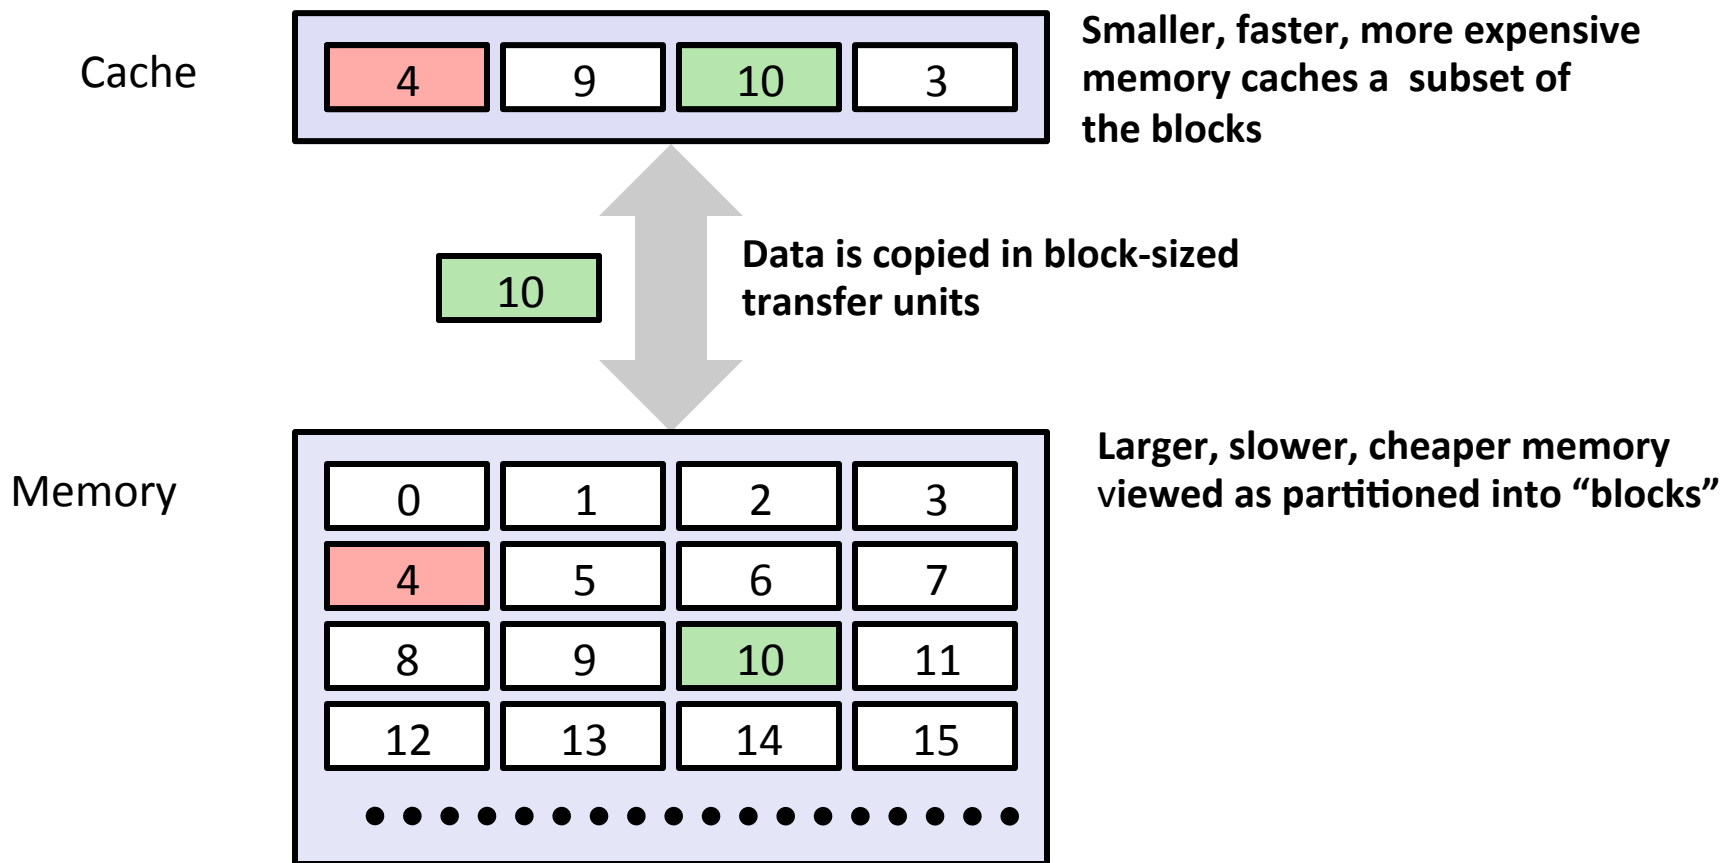 Cache
4 9 10 3
Smaller, faster, more expensive
memory caches a subset of
the blocks
10
Data is copied in block-sized
transfer units
Memory
0 1 2 3
4 5 6 7
8 9 10 11
12 13 14 15
Larger, slower, cheaper memory
viewed as partitioned into “blocks”